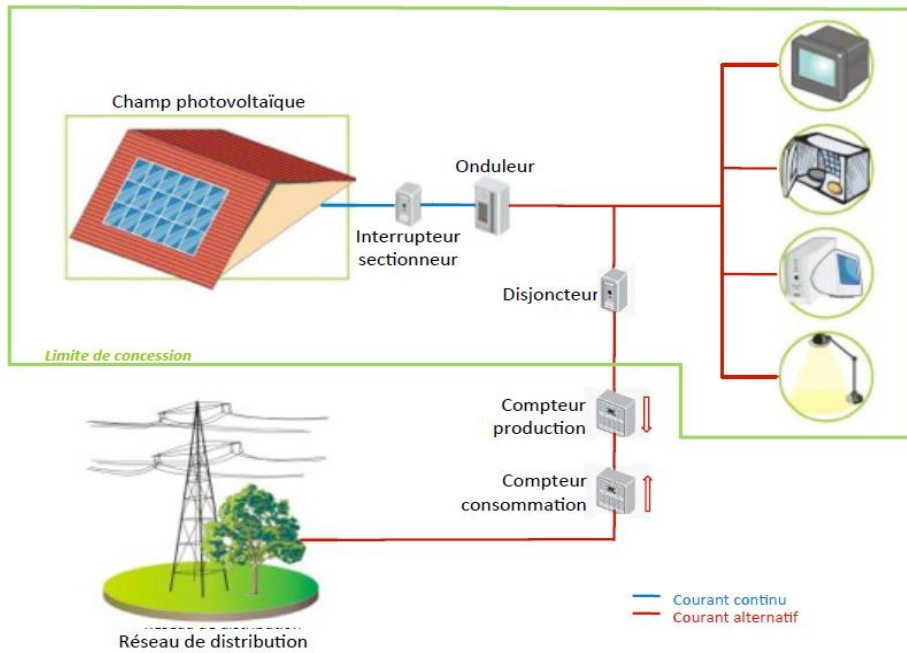 Champ photovoltaïque
Onduleur
Interrupteur
sectionneur
Disjoncteur
Limite de concession
Compteur
production
Compteur
consommation
Courant continu
Courant alternatif
Réseau de distribution